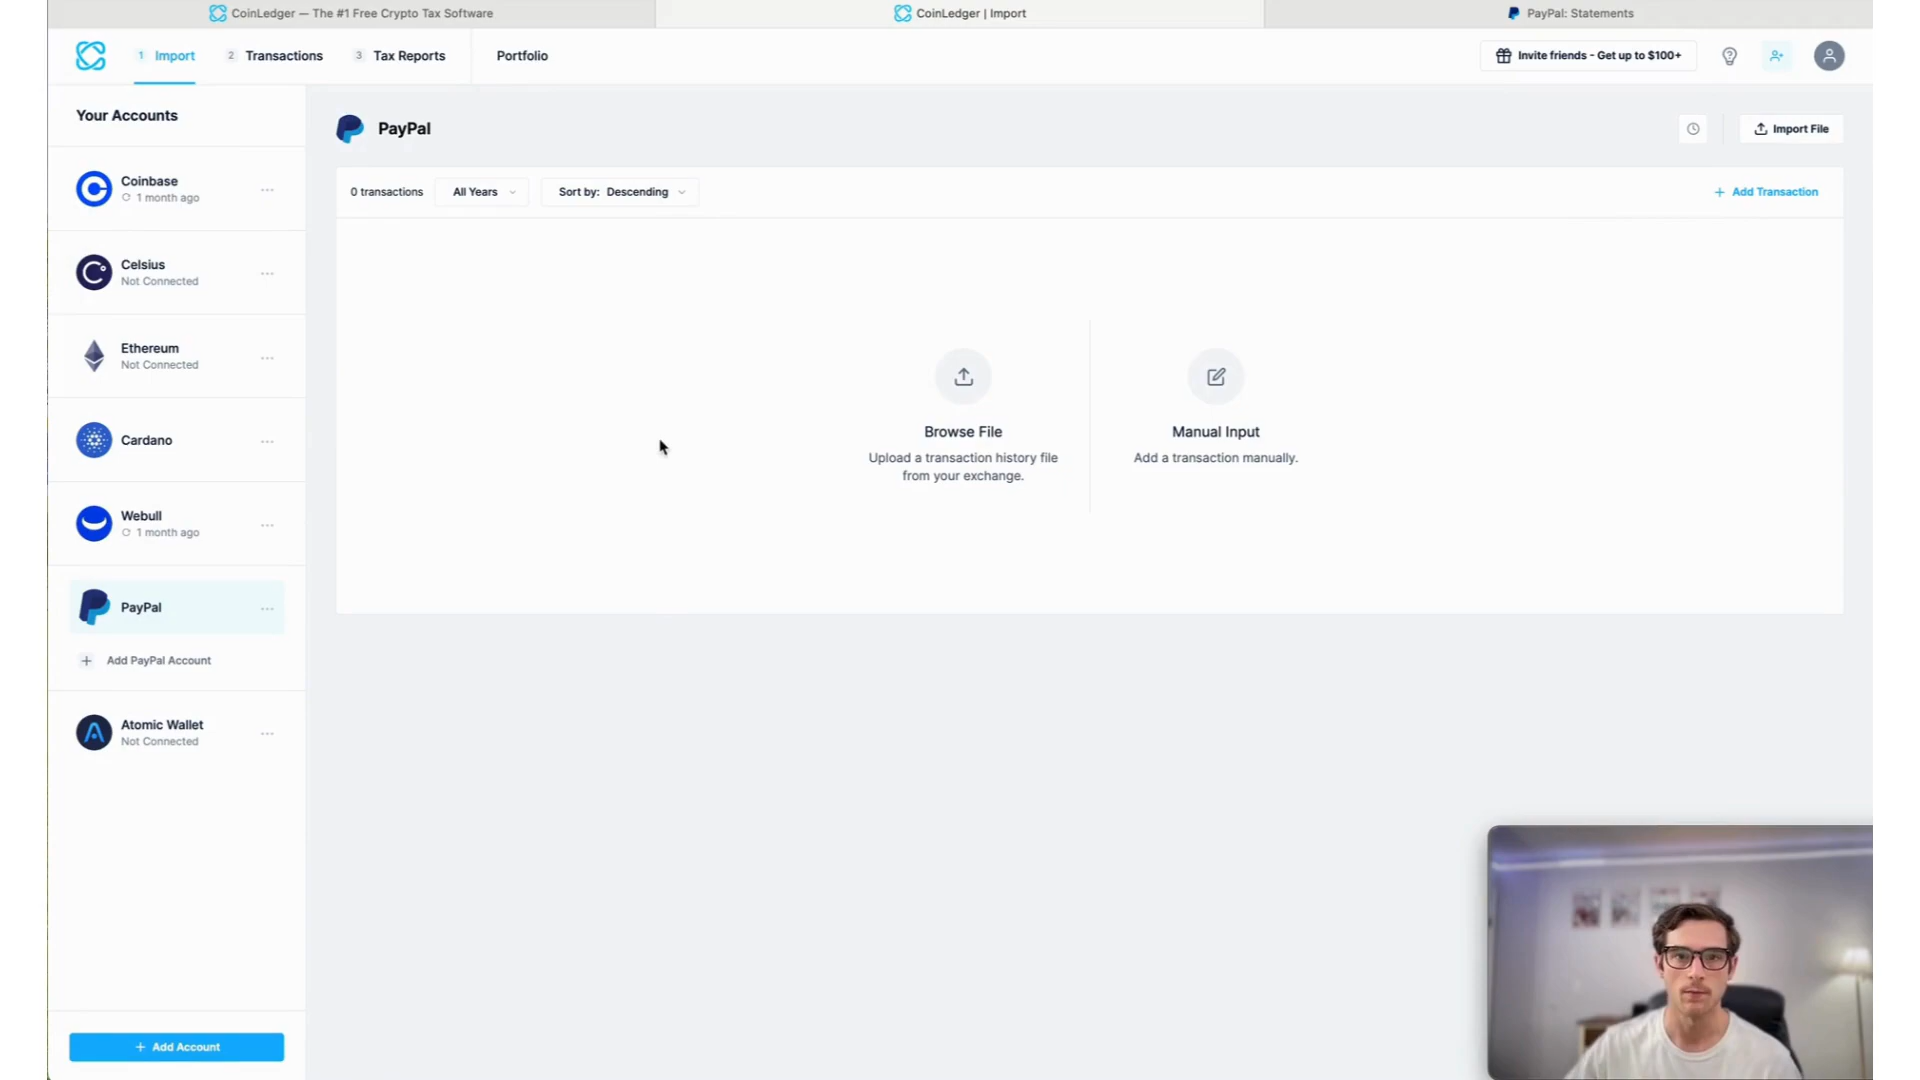 CoinLedger — The #1 Free Crypto Tax Software
CoinLedger | Import
PayPal: Statements
1 Import
2 Transactions
3 Tax Reports
Portfolio
Invite friends - Get up to $100+
Your Accounts
Coinbase
1 month ago
Celsius
Not Connected
Ethereum
Not Connected
Cardano
Webull
1 month ago
PayPal
Add PayPal Account
Atomic Wallet
Not Connected
Add Account
PayPal
Import File
0 transactions
All Years
Sort by: Descending
Add Transaction
Browse File
Upload a transaction history file
from your exchange.
Manual Input
Add a transaction manually.